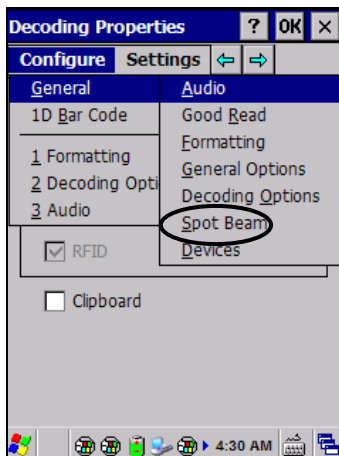 Decoding Properties ? OK ×
Configure Settings
General
Audio
1D Bar Code
Good Read
Formatting
1 Formatting
General Options
2 Decoding Opti
Decoding Options
3 Audio
Spot Beam
RFID
Devices
Clipboard
4:30 AM